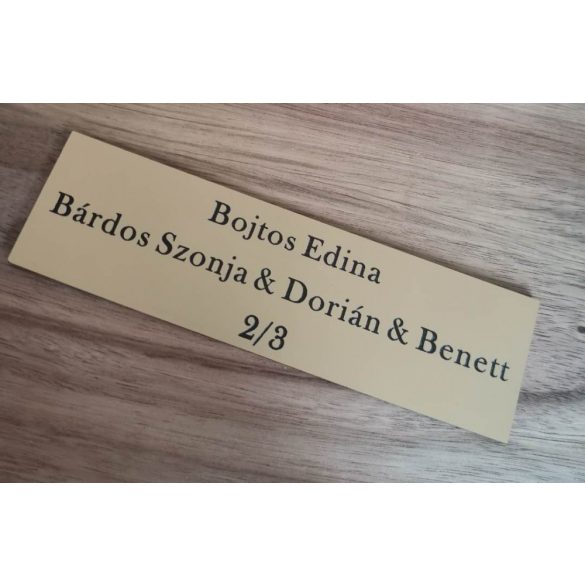 Bojtos Edina
Bárdos Szonja & Dorián & Benett
2/3